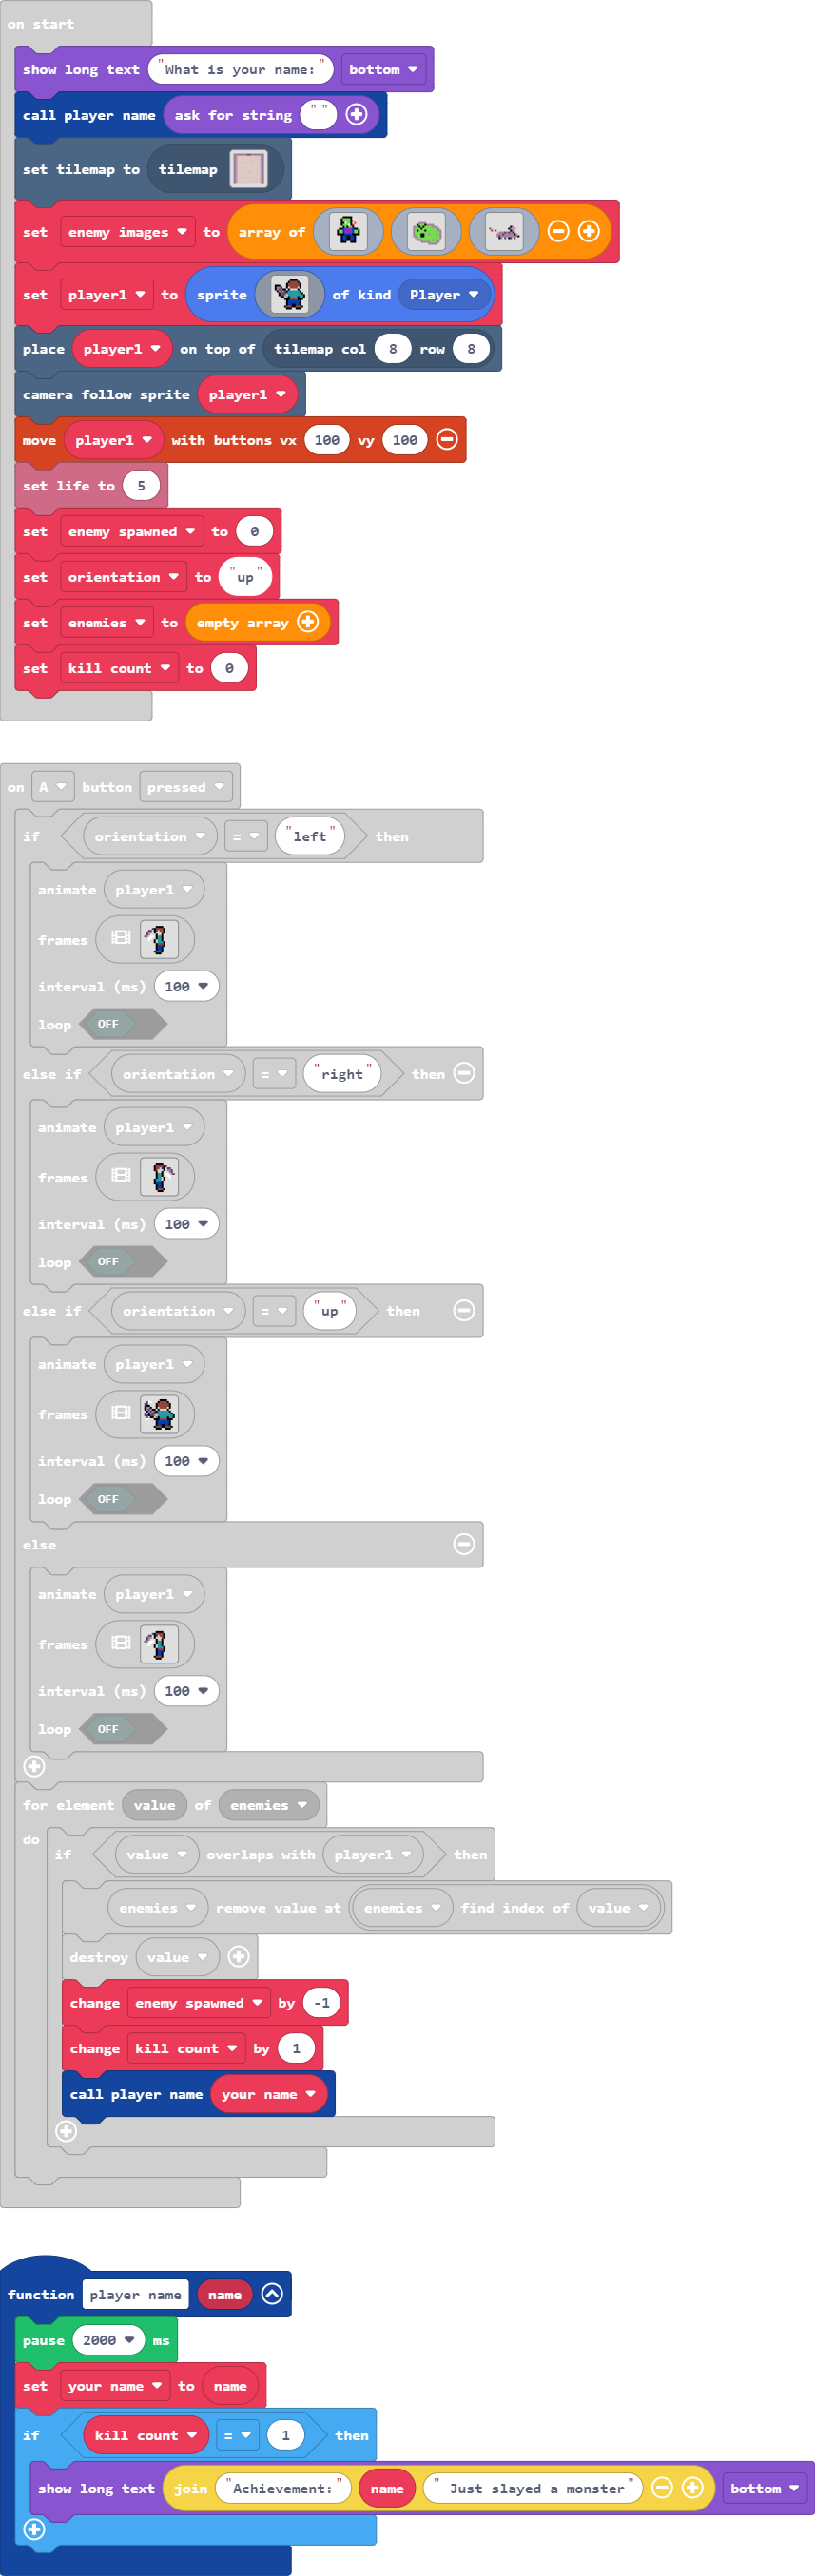 on start
show long text "What is your name:" bottom
call player name ask for string " "
set tilemap to tilemap
set enemy images to array of
set player1 to sprite of kind Player
place player1 on top of tilemap col 8 row 8
camera follow sprite player1
move player1 with buttons vx 100 vy 100
set life to 5
set enemy spawned to 0
set orientation to "up"
set enemies to empty array
set kill count to 0
on A button pressed
if orientation = "left" then
animate player1
frames
interval (ms) 100
loop OFF
else if orientation = "right" then
animate player1
frames
interval (ms) 100
loop OFF
else if orientation = "up" then
animate player1
frames
interval (ms) 100
loop OFF
else
animate player1
frames
interval (ms) 100
loop OFF
for element value of enemies
do if value overlaps with player1 then
enemies remove value at enemies find index of value
destroy value
change enemy spawned by -1
change kill count by 1
call player name your name
function player name name
pause 2000 ms
set your name to name
if kill count = 1 then
show long text join "Achievement:" name " Just slayed a monster" bottom